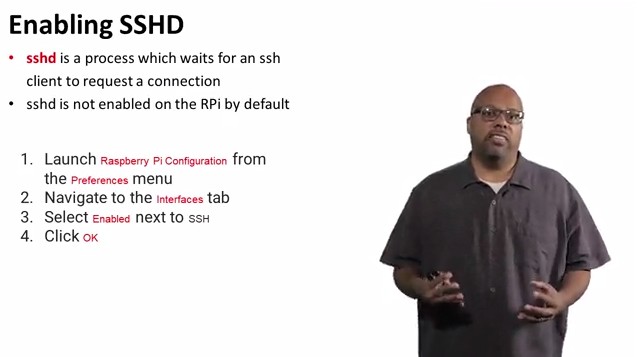 Enabling SSHD
• sshd is a process which waits for an ssh
client to request a connection
• sshd is not enabled on the RPi by default
1. Launch Raspberry Pi Configuration from
the Preferences menu
2. Navigate to the Interfaces tab
3. Select Enabled next to SSH
4. Click OK